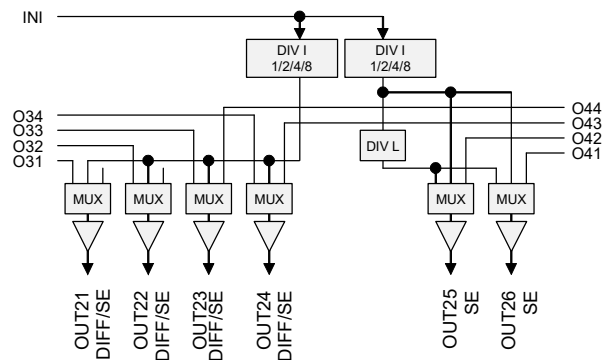 INI
DIV I
1/2/4/8
DIV I
1/2/4/8
O34
O33
O32
O31
O44
O43
O42
O41
DIV L
MUX
MUX
MUX
MUX
MUX
MUX
OUT21
DIFF/SE
OUT22
DIFF/SE
OUT23
DIFF/SE
OUT24
DIFF/SE
OUT25
SE
OUT26
SE